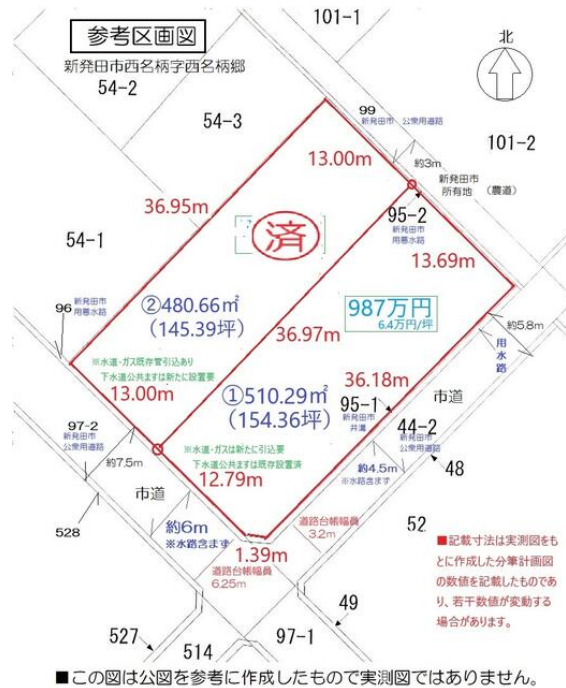 参考区画図
新発田市西名柄字西名柄郷
北
101-1
54-2
54-3
99
新発田市 公衆用道路
101-2
13.00m
約3m
新発田市
所有地 (農道)
36.95m
95-2
新発田市
用悪水路
済
54-1
13.69m
②480.66㎡
(145.39坪)
987万円
6.4万円/坪
96
新発田市
用悪水路
36.97m
約5.8m
用水路
※水道・ガス既存管引込あり
下水道公共ますは新たに設置要
36.18m
13.00m
①510.29㎡
(154.36坪)
95-1
新発田市
井溝
市道
44-2
新発田市
公衆用道路
97-2
新発田市
公衆用道路
約7.5m
※水道・ガスは新たに引込要
下水道公共ますは既存設置済
12.79m
約4.5m
※水路含まず
48
市道
528
約6m
※水路含まず
52
道路台帳幅員
3.2m
1.39m
道路台帳幅員
6.25m
■記載寸法は実測図をも
とに作成した分筆計画図
の数値を記載したものであ
り、若干数値が変動する
場合があります。
49
527
514
97-1
■この図は公図を参考に作成したもので実測図ではありません。